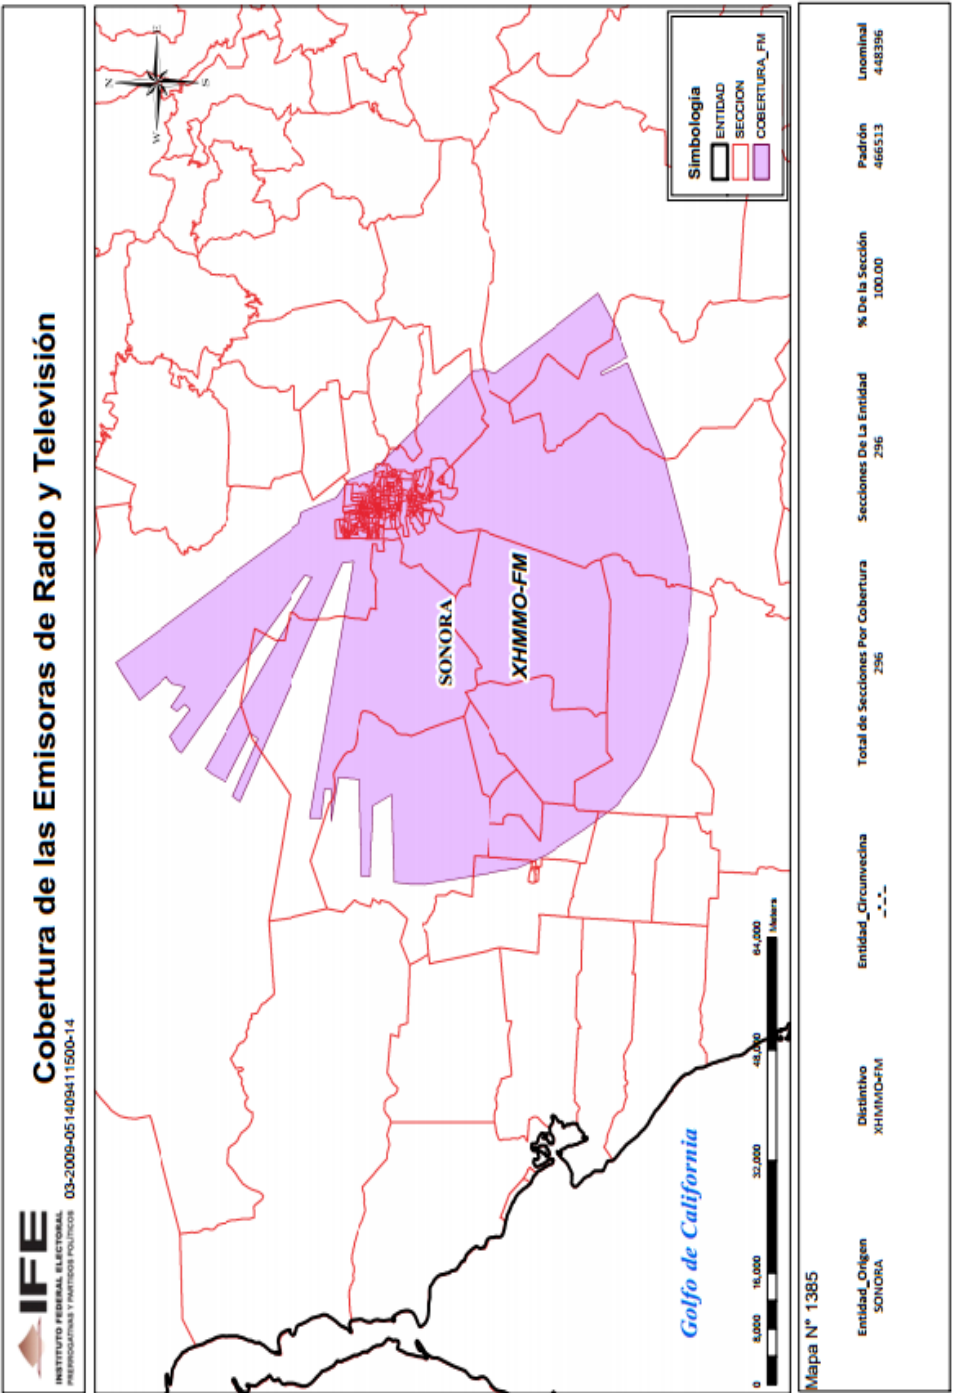 IFE
INSTITUTO FEDERAL ELECTORAL
PRERROGATIVAS Y PARTIDOS POLÍTICOS
Cobertura de las Emisoras de Radio y Televisión
03-2009-051409411500-14
N
E
S
W
SONORA
XHMMO-FM
Golfo de California
0 8,000 16,000 32,000 48,000 64,000
Meters
Simbologia
ENTIDAD
SECCION
COBERTURA_FM
Mapa N° 1385
Entidad_Origen Distintivo Entidad_Circunvecina Total de Secciones Por Cobertura Secciones De La Entidad % De la Sección Padrón Lnominal
SONORA XHMMO-FM -.-.- 296 296 100.00 466513 448396